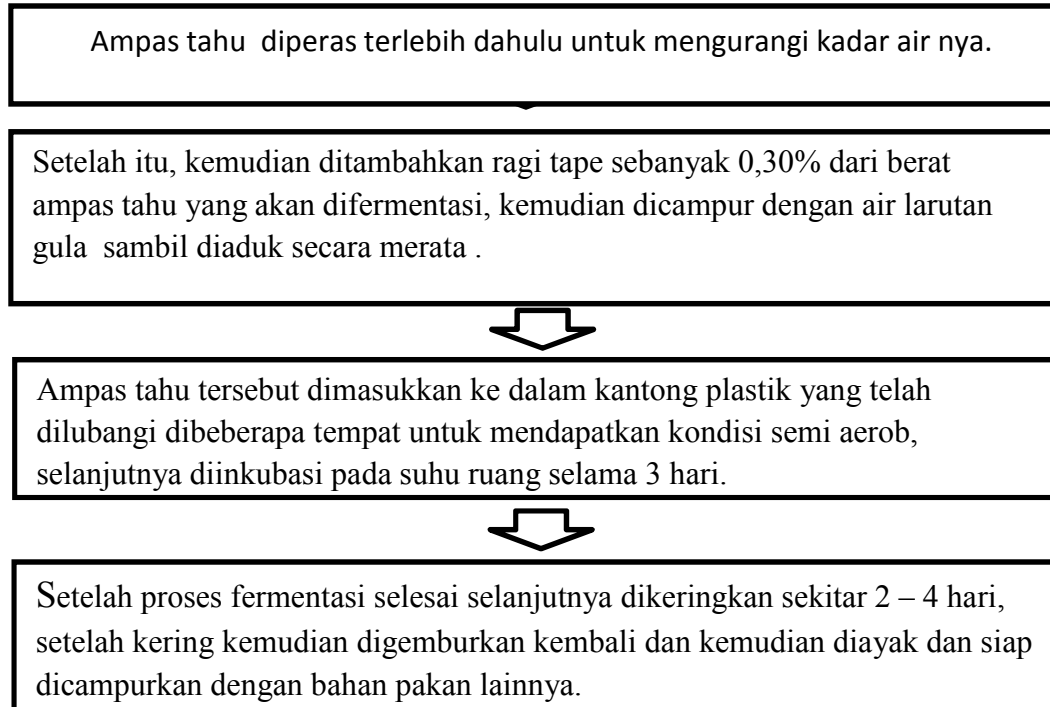 Ampas tahu  diperas terlebih dahulu untuk mengurangi kadar air nya.
Setelah itu, kemudian ditambahkan ragi tape sebanyak 0,30% dari berat
ampas tahu yang akan difermentasi, kemudian dicampur dengan air larutan
gula  sambil diaduk secara merata .
Ampas tahu tersebut dimasukkan ke dalam kantong plastik yang telah
dilubangi dibeberapa tempat untuk mendapatkan kondisi semi aerob,
selanjutnya diinkubasi pada suhu ruang selama 3 hari.
Setelah proses fermentasi selesai selanjutnya dikeringkan sekitar 2 – 4 hari,
setelah kering kemudian digemburkan kembali dan kemudian diayak dan siap
dicampurkan dengan bahan pakan lainnya.